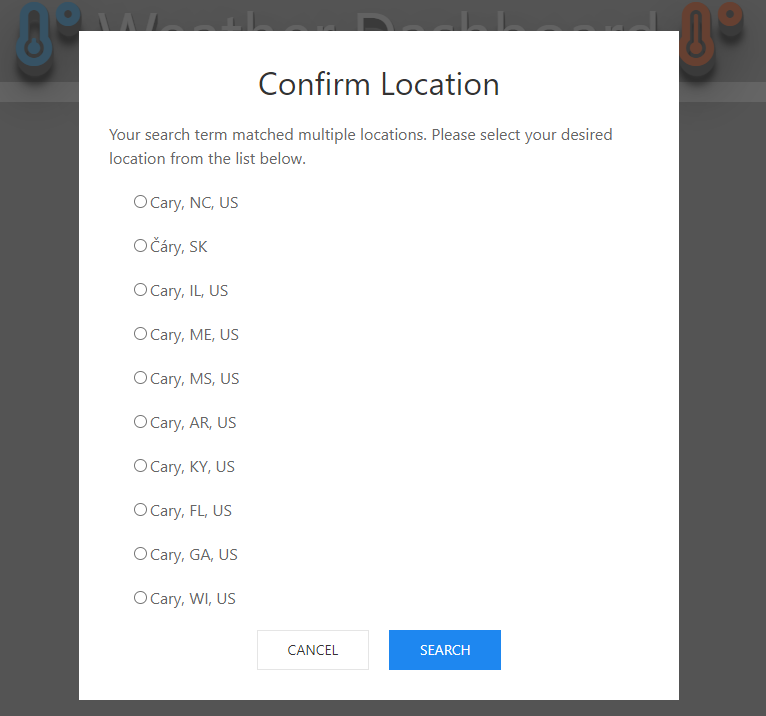 Weather Dashboard
Confirm Location
Your search term matched multiple locations. Please select your desired
location from the list below.
Cary, NC, US
Čáry, SK
Cary, IL, US
Cary, ME, US
Cary, MS, US
Cary, AR, US
Cary, KY, US
Cary, FL, US
Cary, GA, US
Cary, WI, US
CANCEL
SEARCH